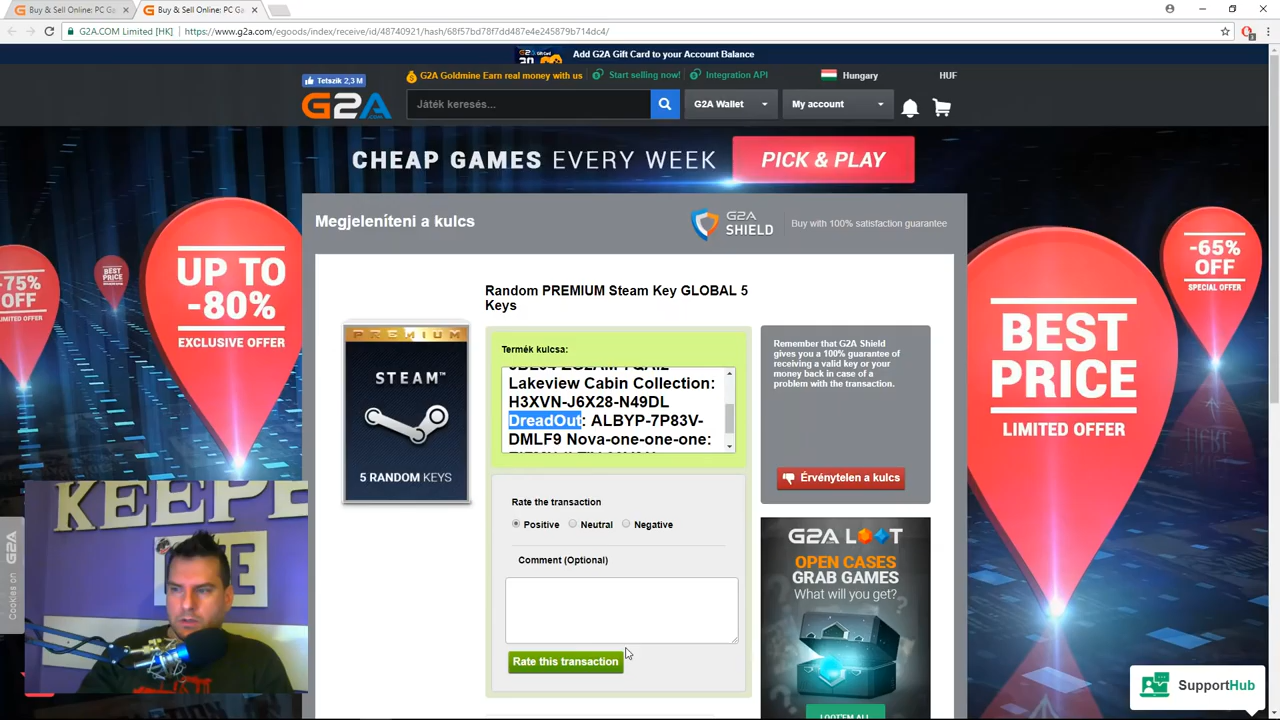 Buy & Sell Online: PC Ga
Buy & Sell Online: PC Ga
G2A.COM Limited [HK]
https://www.g2a.com/egoods/index/receive/id/48740921/hash/68f57bd78f7dd487e4e245879b714dc4/
Add G2A Gift Card to your Account Balance
Tetszik 2,3 M
G2A Goldmine Earn real money with us
Start selling now!
Integration API
Hungary
HUF
G2A.COM
Játék keresés...
G2A Wallet
My account
CHEAP GAMES EVERY WEEK
PICK & PLAY
Megjeleníteni a kulcs
G2A SHIELD
Buy with 100% satisfaction guarantee
-75%
OFF
LIMITED OFFER
BEST
PRICE
UP TO
-80%
EXCLUSIVE OFFER
-65%
OFF
SPECIAL OFFER
BEST
PRICE
LIMITED OFFER
Random PREMIUM Steam Key GLOBAL 5
Keys
PREMIUM
STEAM™
5 RANDOM KEYS
Termék kulcsa:
Lakeview Cabin Collection:
H3XVN-J6X28-N49DL
DreadOut: ALBYP-7P83V-
DMLF9 Nova-one-one-one:
Remember that G2A Shield
gives you a 100% guarantee of
receiving a valid key or your
money back in case of a
problem with the transaction.
Érvénytelen a kulcs
Rate the transaction
Positive
Neutral
Negative
Comment (Optional)
Rate this transaction
G2A LOOT
OPEN CASES
GRAB GAMES
What will you get?
LOOT'EM ALL
Cookies on G2A
KEEPE
SupportHub